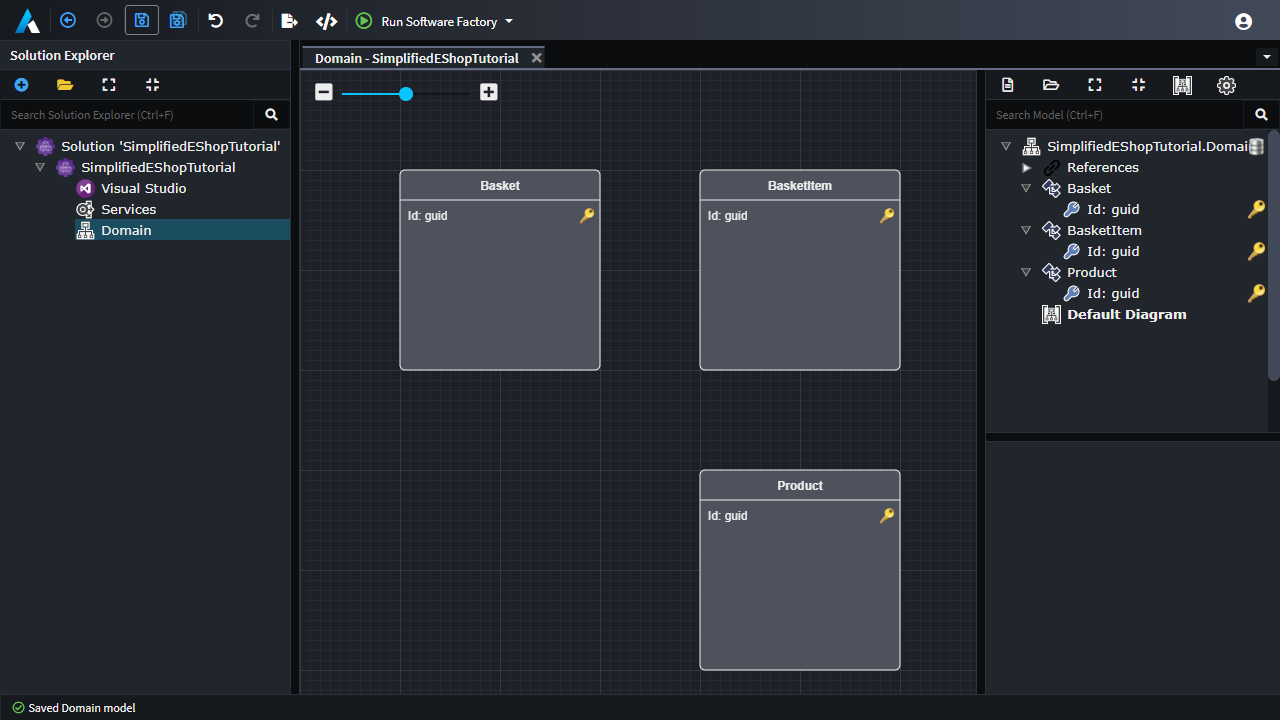 Run Software Factory
Solution Explorer
Search Solution Explorer (Ctrl+F)
Solution 'SimplifiedEShopTutorial'
SimplifiedEShopTutorial
Visual Studio
Services
Domain
Domain - SimplifiedEShopTutorial
Basket
Id: guid
BasketItem
Id: guid
Product
Id: guid
Search Model (Ctrl+F)
SimplifiedEShopTutorial.Domai
References
Basket
Id: guid
BasketItem
Id: guid
Product
Id: guid
Default Diagram
Saved Domain model